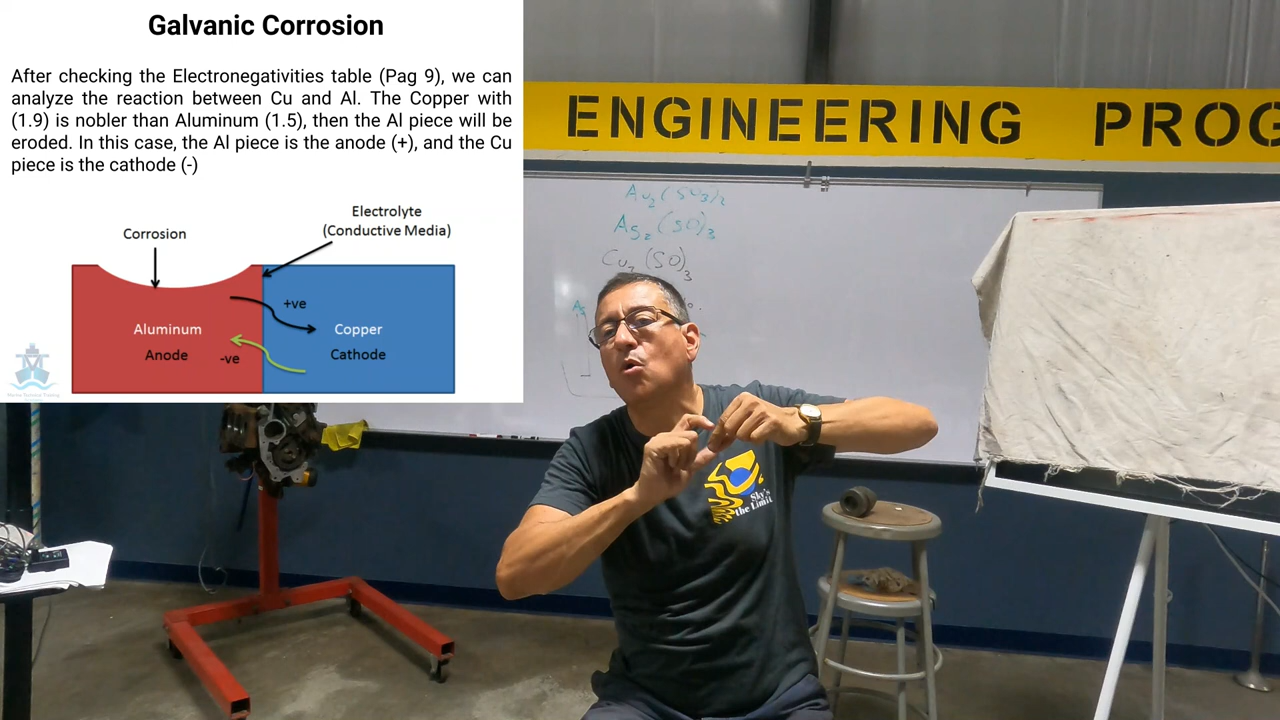 Galvanic Corrosion
After checking the Electronegativities table (Pag 9), we can
analyze the reaction between Cu and Al. The Copper with
(1.9) is nobler than Aluminum (1.5), then the Al piece will be
eroded. In this case, the Al piece is the anode (+), and the Cu
piece is the cathode (-)
Electrolyte
(Conductive Media)
Corrosion
+ve
Aluminum
Copper
Anode
-ve
Cathode
ENGINEERING PROG
Sky's
the Limit